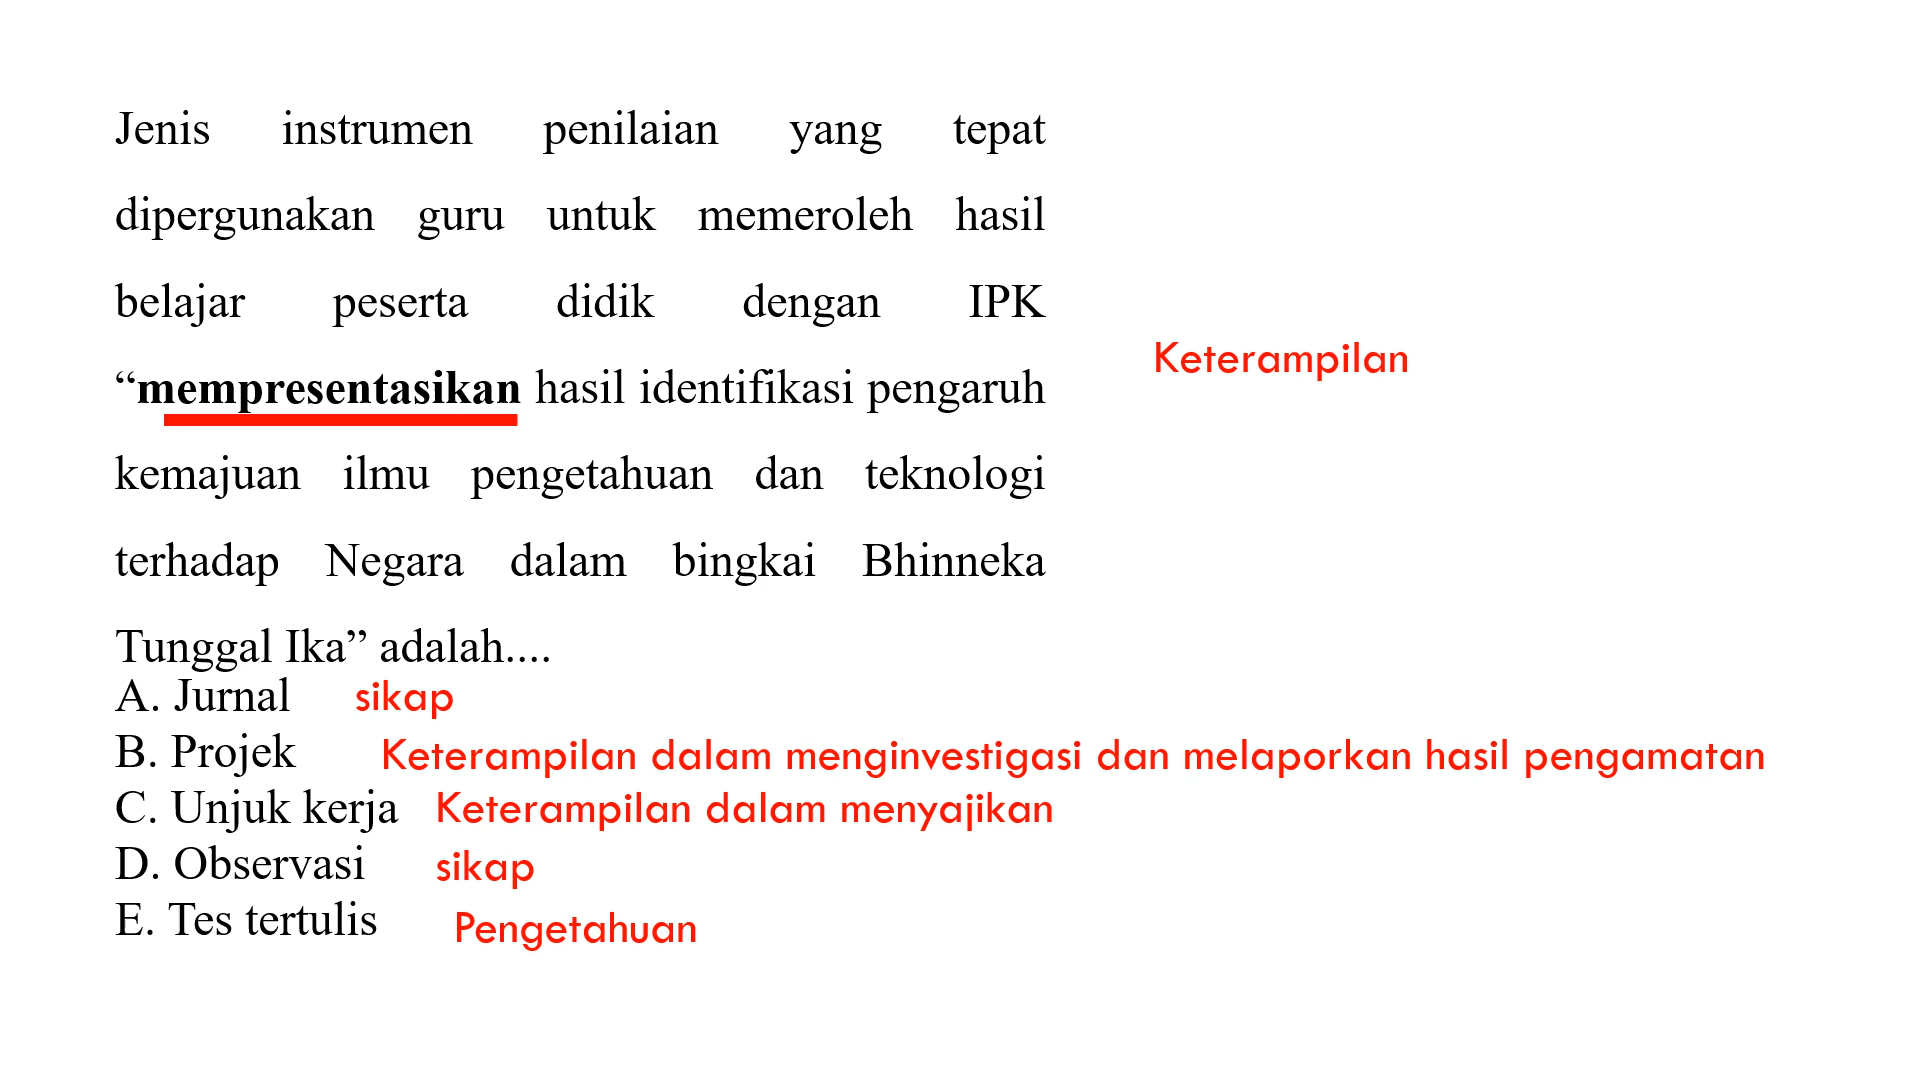 Jenis instrumen penilaian yang tepat
dipergunakan guru untuk memeroleh hasil
belajar peserta didik dengan IPK
“mempresentasikan hasil identifikasi pengaruh
Keterampilan
kemajuan ilmu pengetahuan dan teknologi
terhadap Negara dalam bingkai Bhinneka
Tunggal Ika” adalah....
A. Jurnal sikap
B. Projek Keterampilan dalam menginvestigasi dan melaporkan hasil pengamatan
C. Unjuk kerja Keterampilan dalam menyajikan
D. Observasi sikap
E. Tes tertulis Pengetahuan